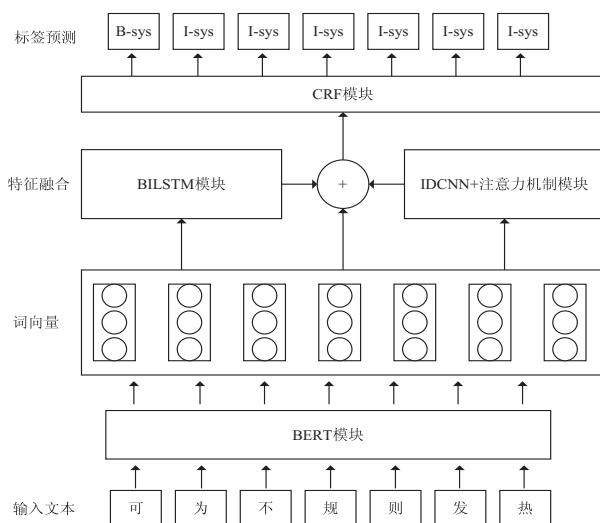 标签预测 B-sys I-sys I-sys I-sys I-sys I-sys I-sys
CRF模块
特征融合 BILSTM模块 + IDCNN+注意力机制模块
词向量
BERT模块
输入文本 可 为 不 规 则 发 热